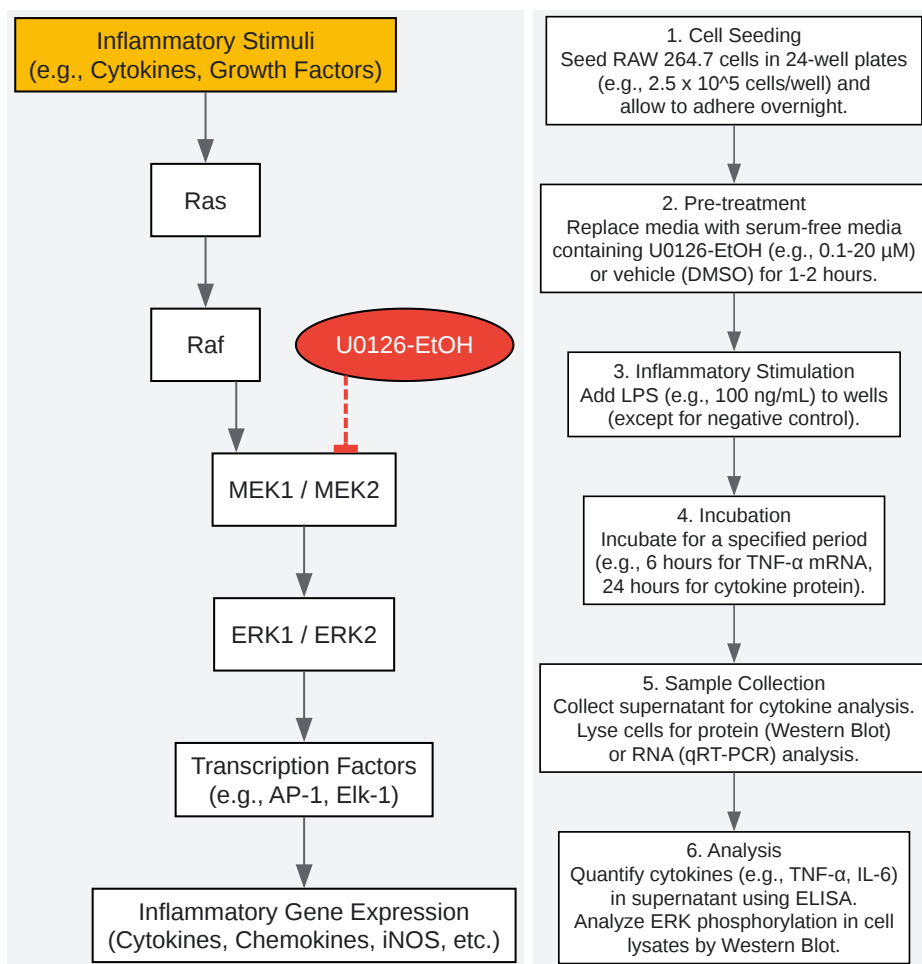 Inflammatory Stimuli
(e.g., Cytokines, Growth Factors)
Ras
Raf
U0126-EtOH
MEK1 / MEK2
ERK1 / ERK2
Transcription Factors
(e.g., AP-1, Elk-1)
Inflammatory Gene Expression
(Cytokines, Chemokines, iNOS, etc.)
1. Cell Seeding
Seed RAW 264.7 cells in 24-well plates
(e.g., 2.5 x 10^5 cells/well) and
allow to adhere overnight.
2. Pre-treatment
Replace media with serum-free media
containing U0126-EtOH (e.g., 0.1-20 µM)
or vehicle (DMSO) for 1-2 hours.
3. Inflammatory Stimulation
Add LPS (e.g., 100 ng/mL) to wells
(except for negative control).
4. Incubation
Incubate for a specified period
(e.g., 6 hours for TNF-α mRNA,
24 hours for cytokine protein).
5. Sample Collection
Collect supernatant for cytokine analysis.
Lyse cells for protein (Western Blot)
or RNA (qRT-PCR) analysis.
6. Analysis
Quantify cytokines (e.g., TNF-α, IL-6)
in supernatant using ELISA.
Analyze ERK phosphorylation in cell
lysates by Western Blot.